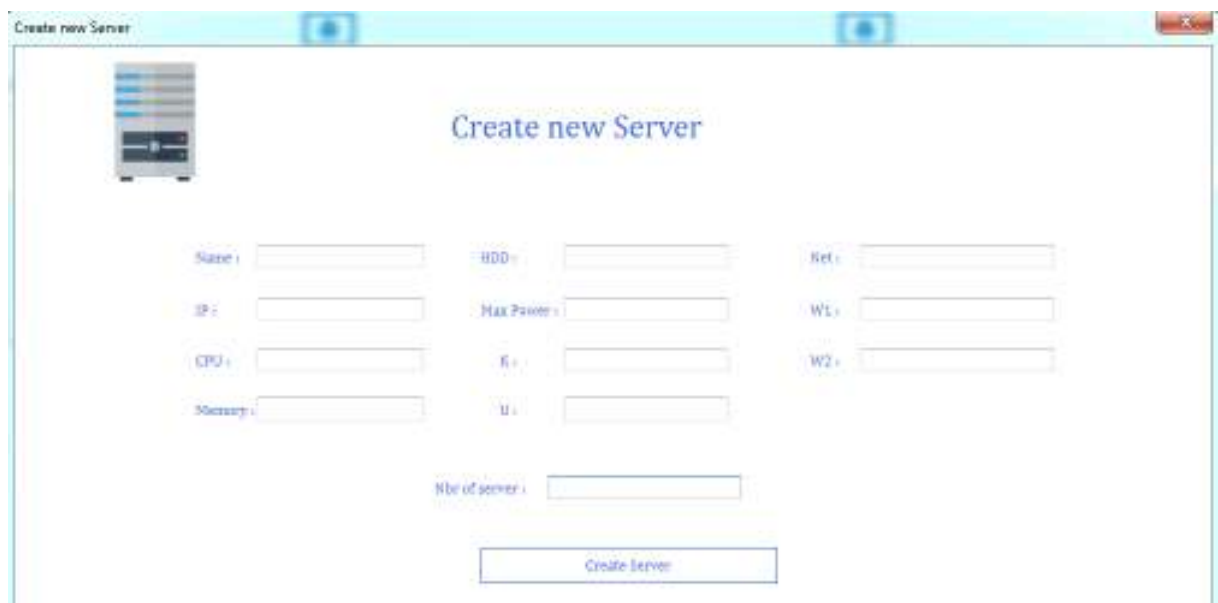 Create new Server
Create new Server
Name : HDD : Net :
IP : Max Power : W1 :
CPU : K : W2 :
Memory : U :
Nbr of server :
Create Server